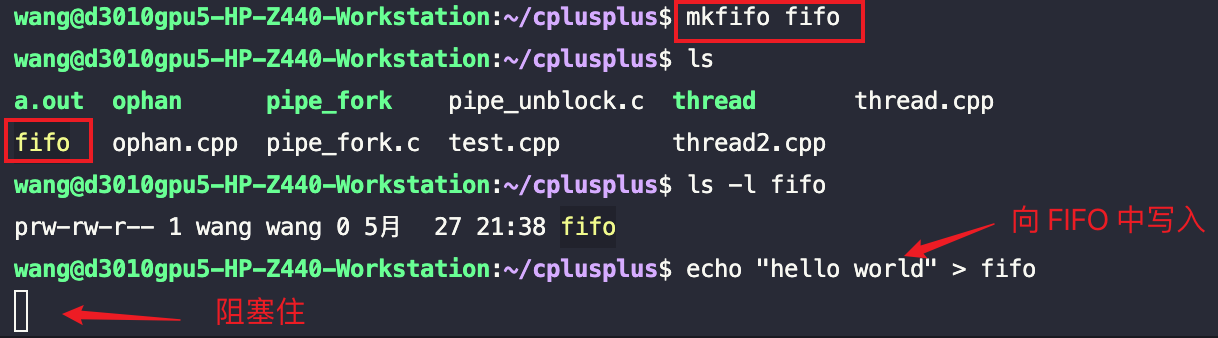 wang@d3010gpu5-HP-Z440-Workstation:~/cplusplus$ mkfifo fifo
wang@d3010gpu5-HP-Z440-Workstation:~/cplusplus$ ls
a.out ophan pipe_fork pipe_unblock.c thread thread.cpp
fifo ophan.cpp pipe_fork.c test.cpp thread2.cpp
wang@d3010gpu5-HP-Z440-Workstation:~/cplusplus$ ls -l fifo
prw-rw-r-- 1 wang wang 0 5月 27 21:38 fifo
向 FIFO 中写入
wang@d3010gpu5-HP-Z440-Workstation:~/cplusplus$ echo "hello world" > fifo
阻塞住